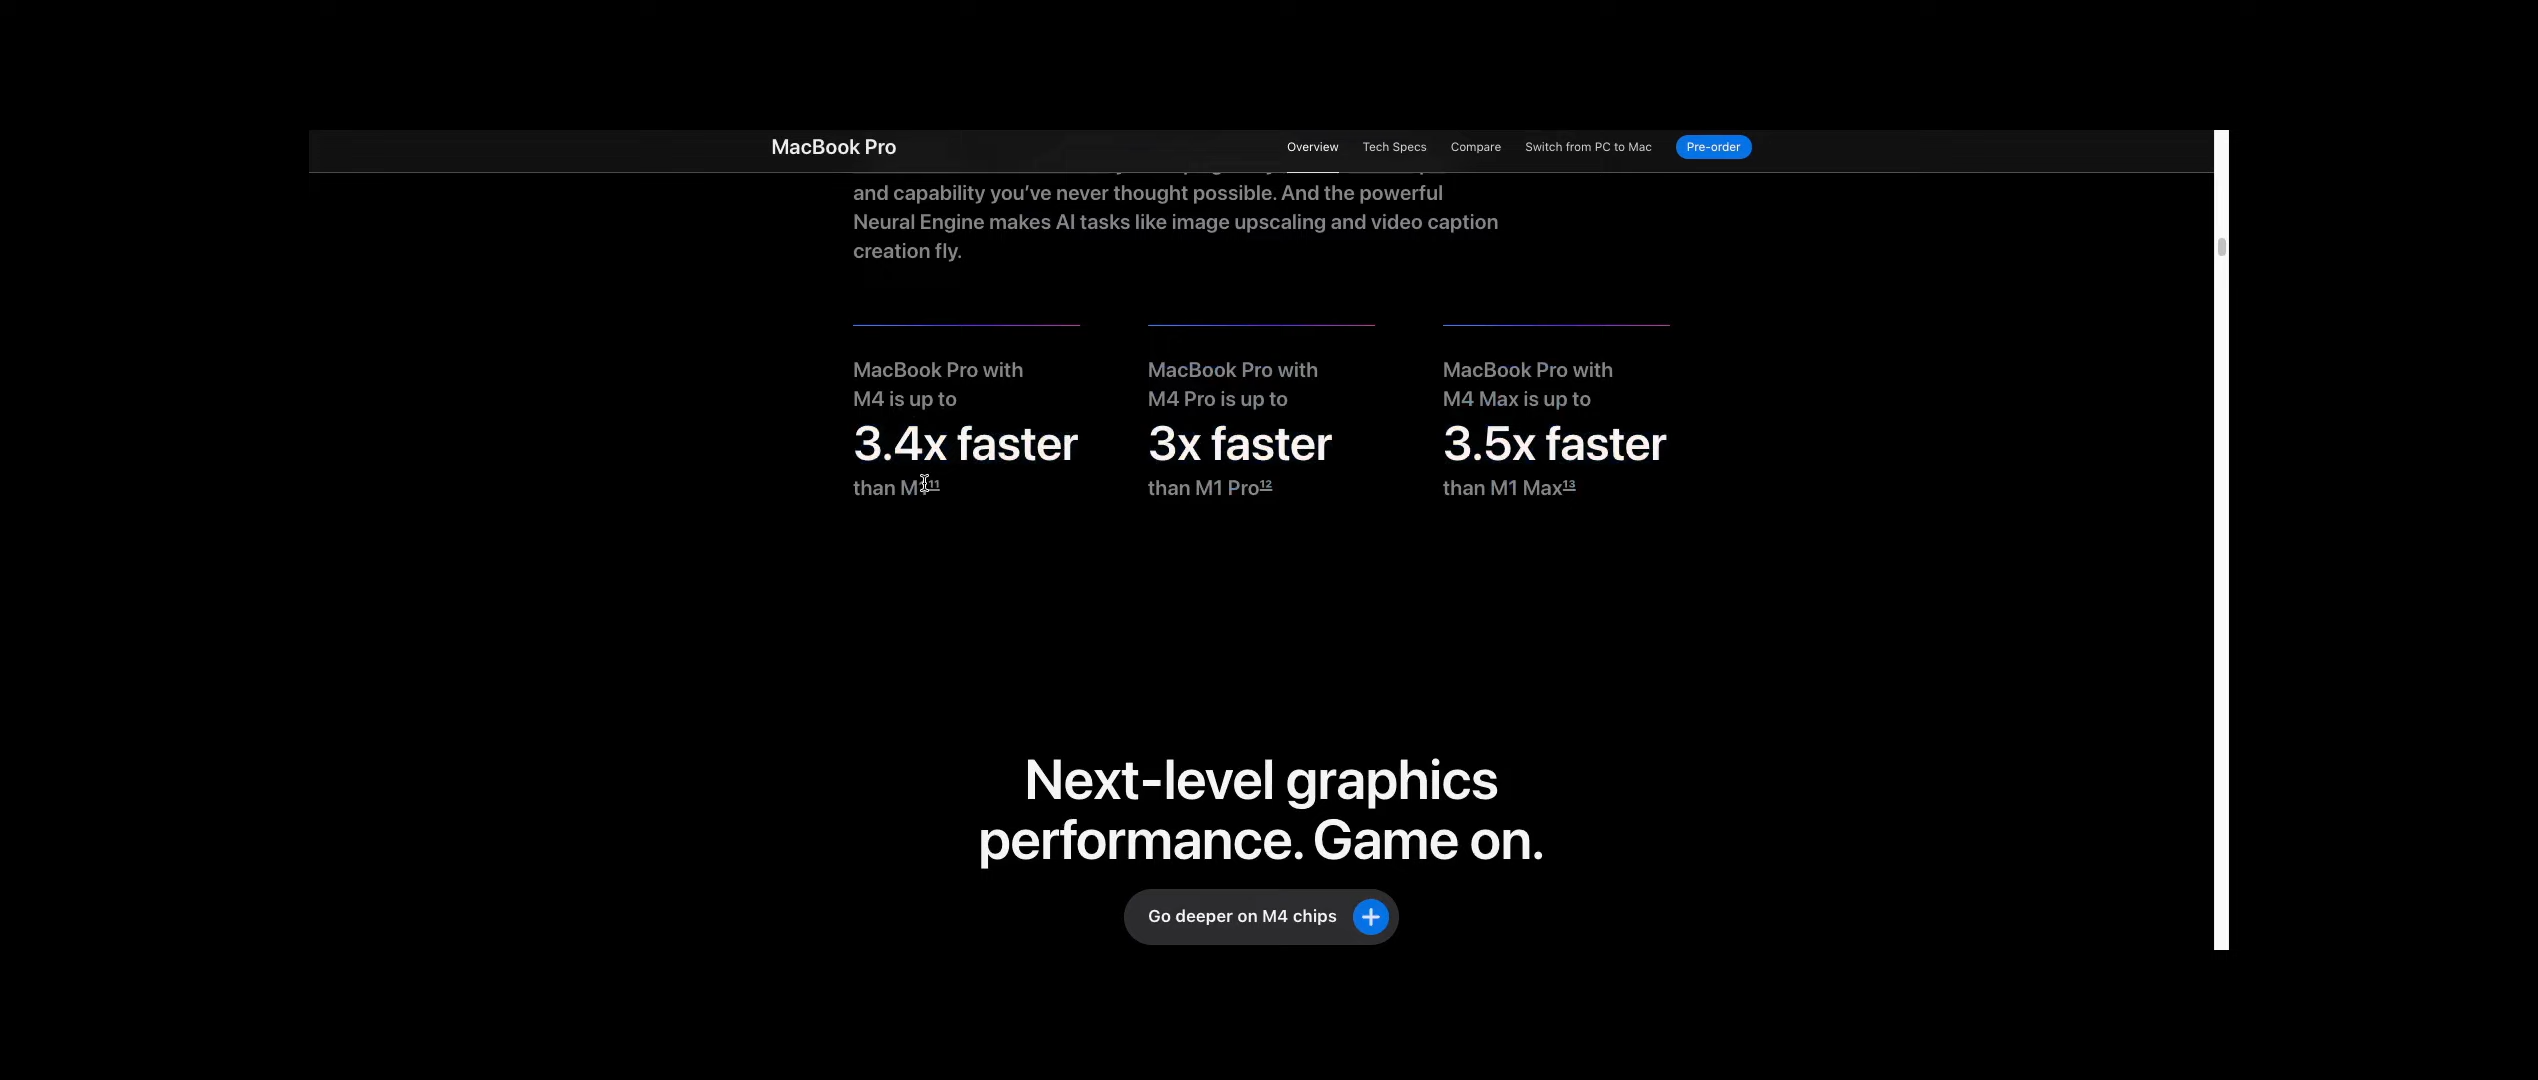 MacBook Pro
Overview Tech Specs Compare Switch from PC to Mac Pre-order
and capability you’ve never thought possible. And the powerful
Neural Engine makes AI tasks like image upscaling and video caption
creation fly.
MacBook Pro with
M4 is up to
3.4x faster
than M1¹¹
MacBook Pro with
M4 Pro is up to
3x faster
than M1 Pro¹²
MacBook Pro with
M4 Max is up to
3.5x faster
than M1 Max¹³
Next-level graphics
performance. Game on.
Go deeper on M4 chips